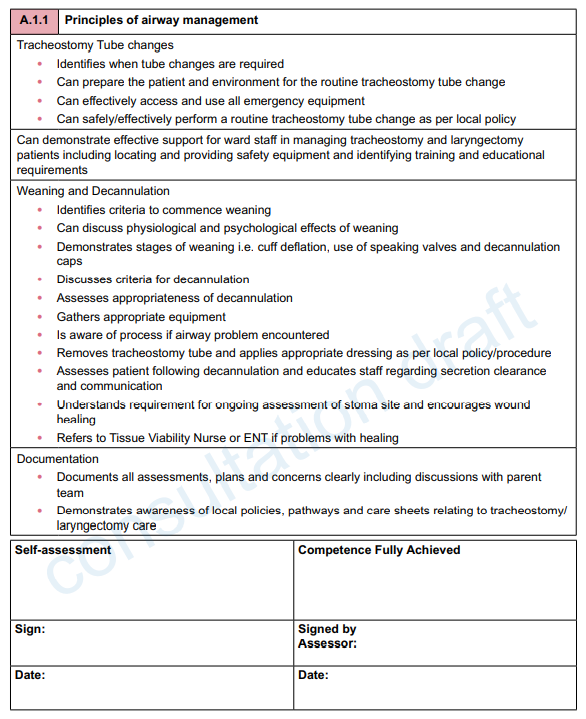 A.1.1 Principles of airway management
Tracheostomy Tube changes
• Identifies when tube changes are required
• Can prepare the patient and environment for the routine tracheostomy tube change
• Can effectively access and use all emergency equipment
• Can safely/effectively perform a routine tracheostomy tube change as per local policy
Can demonstrate effective support for ward staff in managing tracheostomy and laryngectomy
patients including locating and providing safety equipment and identifying training and educational
requirements
Weaning and Decannulation
• Identifies criteria to commence weaning
• Can discuss physiological and psychological effects of weaning
• Demonstrates stages of weaning i.e. cuff deflation, use of speaking valves and decannulation
caps
• Discusses criteria for decannulation
• Assesses appropriateness of decannulation
• Gathers appropriate equipment
• Is aware of process if airway problem encountered
• Removes tracheostomy tube and applies appropriate dressing as per local policy/procedure
• Assesses patient following decannulation and educates staff regarding secretion clearance
and communication
• Understands requirement for ongoing assessment of stoma site and encourages wound
healing
• Refers to Tissue Viability Nurse or ENT if problems with healing
Documentation
• Documents all assessments, plans and concerns clearly including discussions with parent
team
• Demonstrates awareness of local policies, pathways and care sheets relating to tracheostomy/
laryngectomy care
Self-assessment
Competence Fully Achieved
Sign:
Signed by
Assessor:
Date:
Date:
consultation draft